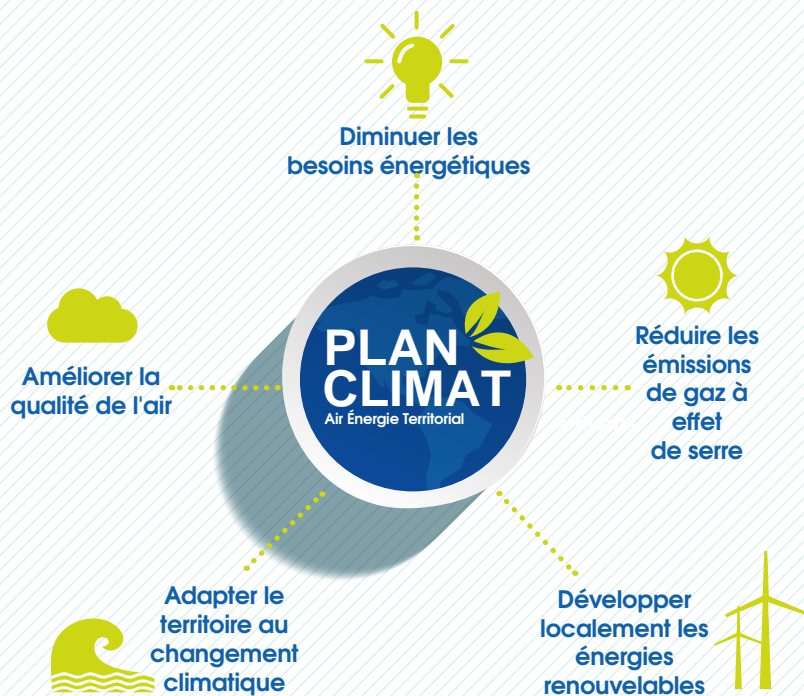 Diminuer les
besoins énergétiques
PLAN
CLIMAT
Air Énergie Territorial
Réduire les
émissions
de gaz à
effet
de serre
Améliorer la
qualité de l'air
Adapter le
territoire au
changement
climatique
Développer
localement les
énergies
renouvelables